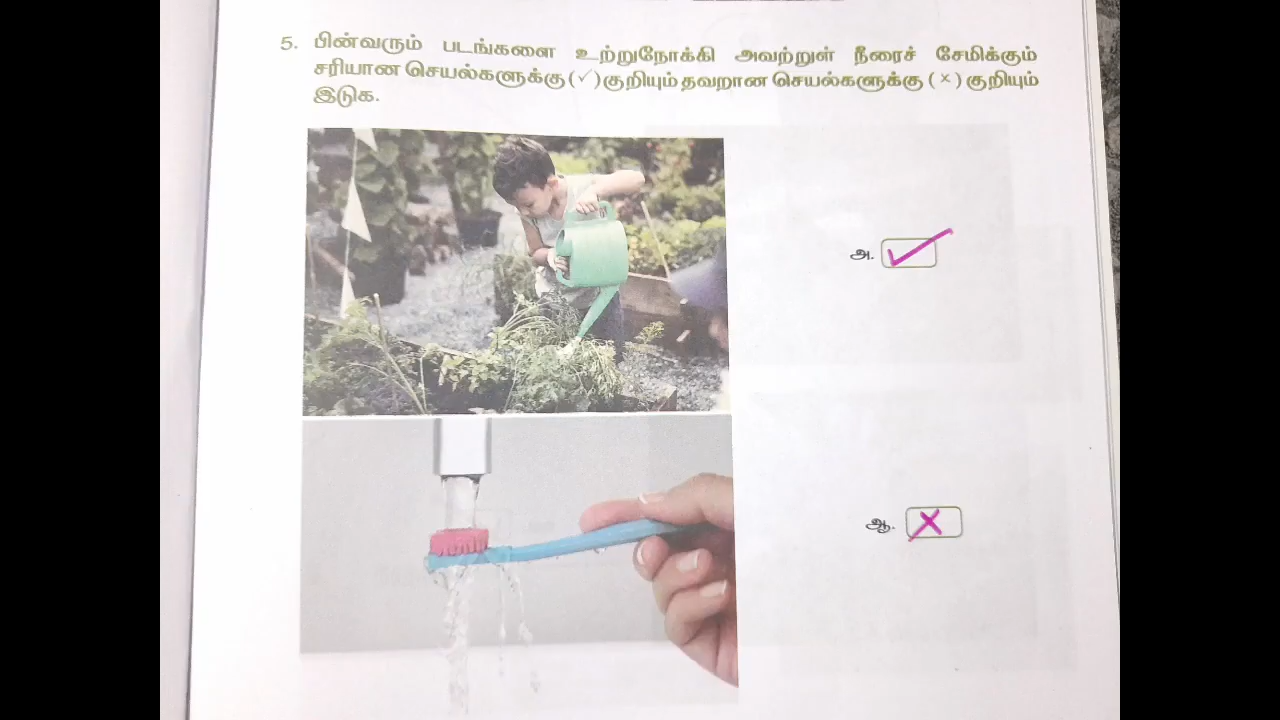 5. பின்வரும் படங்களை உற்றுநோக்கி அவற்றுள் நீரைச் சேமிக்கும்
சரியான செயல்களுக்கு (✓) குறியும் தவறான செயல்களுக்கு (×) குறியும்
இடுக.
அ. ✓
ஆ. ×